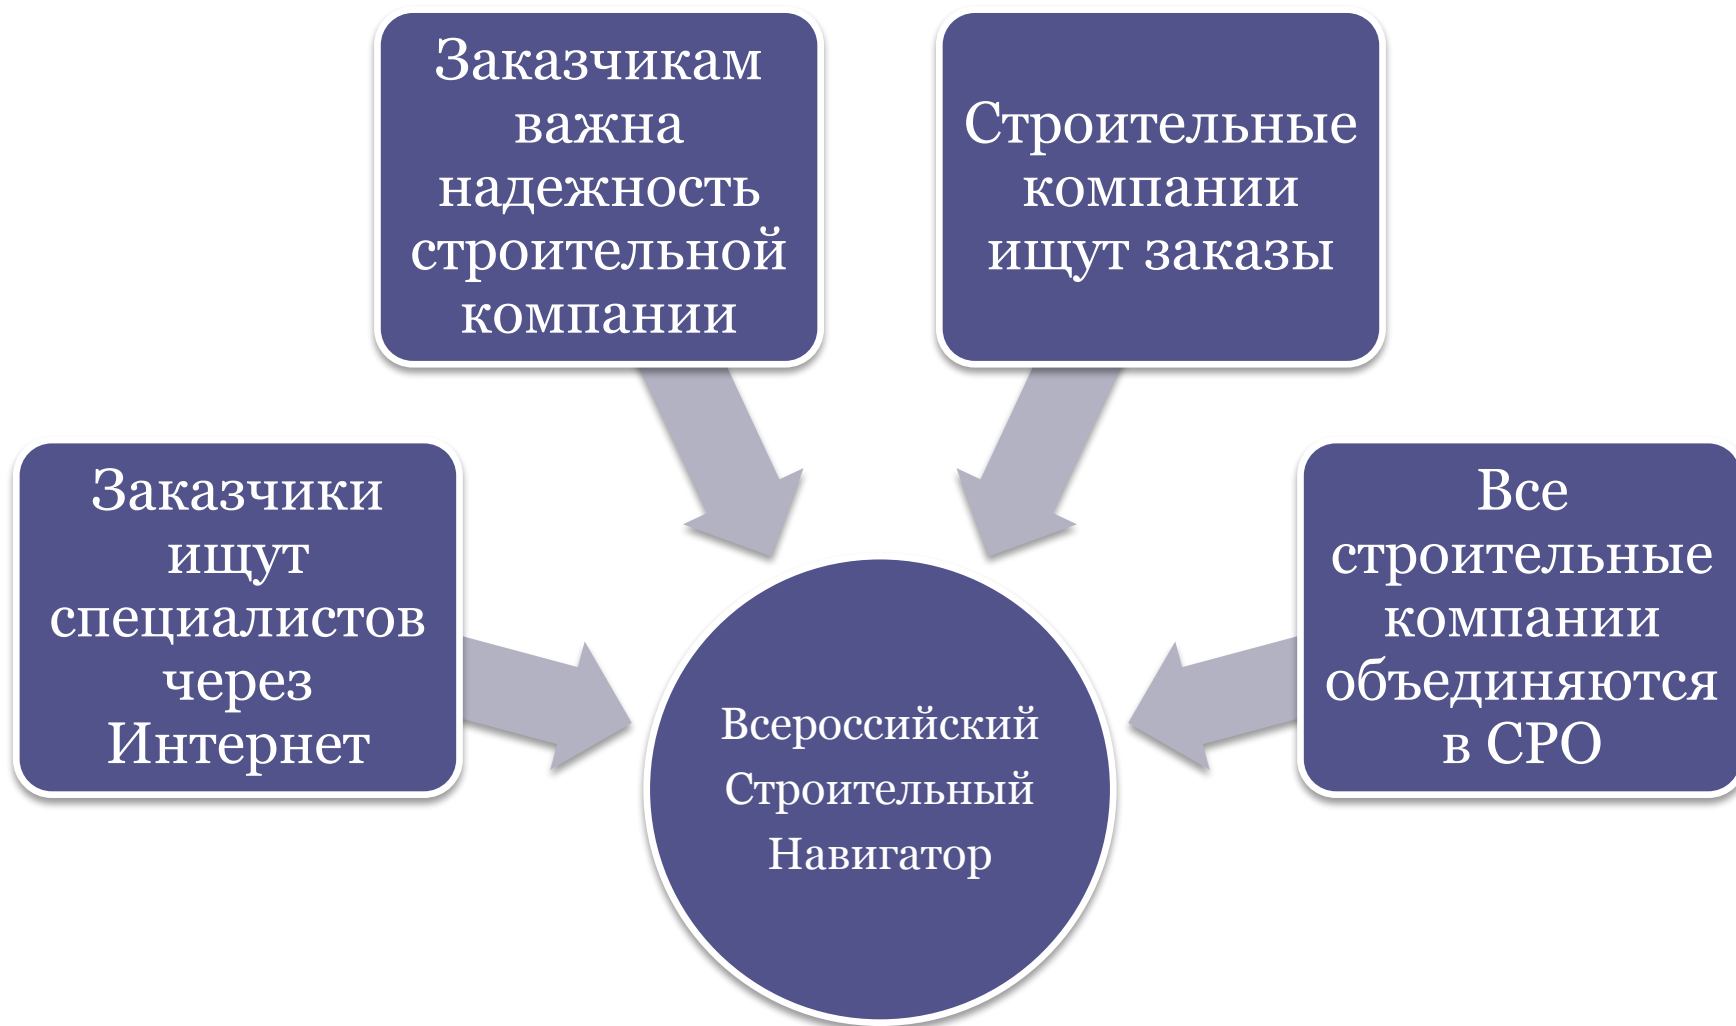 Заказчикам
важна
надежность
строительной
компании
Строительные
компании
ищут заказы
Заказчики
ищут
специалистов
через
Интернет
Все
строительные
компании
объединяются
в СРО
Всероссийский
Строительный
Навигатор